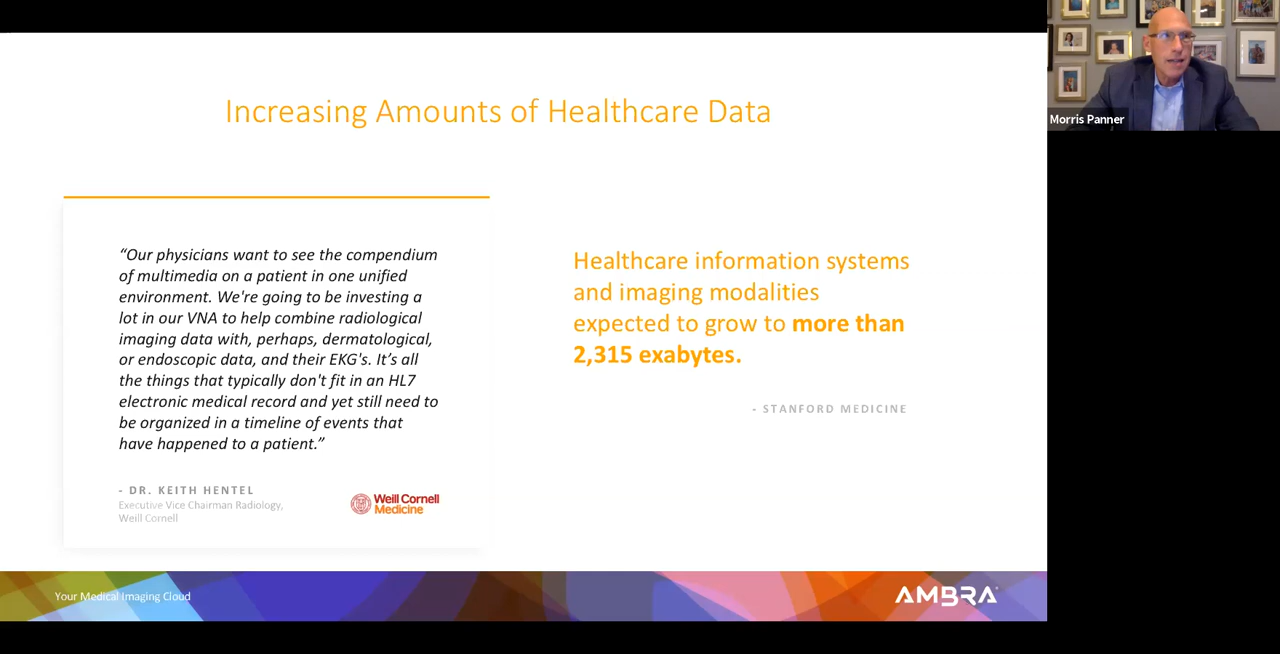 Increasing Amounts of Healthcare Data
“Our physicians want to see the compendium
of multimedia on a patient in one unified
environment. We're going to be investing a
lot in our VNA to help combine radiological
imaging data with, perhaps, dermatological,
or endoscopic data, and their EKG's. It’s all
the things that typically don't fit in an HL7
electronic medical record and yet still need to
be organized in a timeline of events that
have happened to a patient.”
- DR. KEITH HENTEL
Executive Vice Chairman Radiology,
Weill Cornell
Weill Cornell
Medicine
Healthcare information systems
and imaging modalities
expected to grow to more than
2,315 exabytes.
- STANFORD MEDICINE
Your Medical Imaging Cloud
AMBRA
Morris Panner